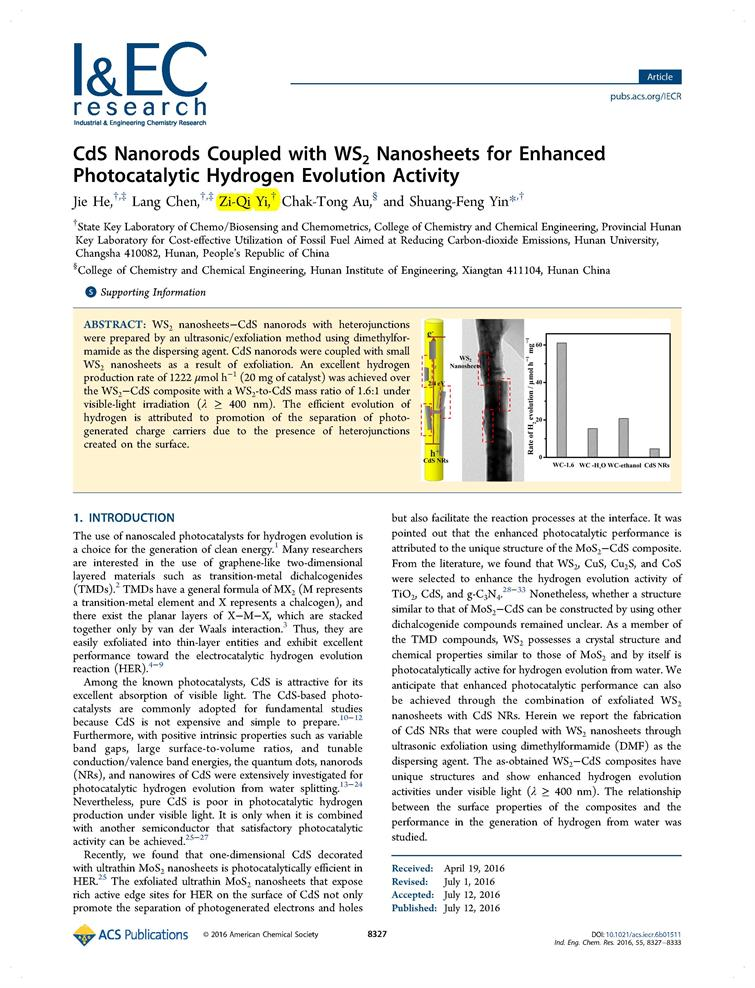 I&EC
research
Industrial & Engineering Chemistry Research
Article
pubs.acs.org/IECR
CdS Nanorods Coupled with WS2 Nanosheets for Enhanced
Photocatalytic Hydrogen Evolution Activity
Jie He,†,‡ Lang Chen,†,‡ Zi-Qi Yi,† Chak-Tong Au,§ and Shuang-Feng Yin*,†
†State Key Laboratory of Chemo/Biosensing and Chemometrics, College of Chemistry and Chemical Engineering, Provincial Hunan
Key Laboratory for Cost-effective Utilization of Fossil Fuel Aimed at Reducing Carbon-dioxide Emissions, Hunan University,
Changsha 410082, Hunan, People's Republic of China
§College of Chemistry and Chemical Engineering, Hunan Institute of Engineering, Xiangtan 411104, Hunan China
S Supporting Information
ABSTRACT: WS2 nanosheets−CdS nanorods with heterojunctions
were prepared by an ultrasonic/exfoliation method using dimethylfor-
mamide as the dispersing agent. CdS nanorods were coupled with small
WS2 nanosheets as a result of exfoliation. An excellent hydrogen
production rate of 1222 μmol h−1 (20 mg of catalyst) was achieved over
the WS2−CdS composite with a WS2-to-CdS mass ratio of 1.6:1 under
visible-light irradiation (λ ≥ 400 nm). The efficient evolution of
hydrogen is attributed to promotion of the separation of photo-
generated charge carriers due to the presence of heterojunctions
created on the surface.
e-
2.4 eV
h+
CdS NRs
WS2
Nanosheets
Rate of H2 evolution / μmol h-1 mg-1
60
40
20
0
WC-1.6 WC-H2O WC-ethanol CdS NRs
1. INTRODUCTION
The use of nanoscaled photocatalysts for hydrogen evolution is
a choice for the generation of clean energy.1 Many researchers
are interested in the use of graphene-like two-dimensional
layered materials such as transition-metal dichalcogenides
(TMDs).2 TMDs have a general formula of MX2 (M represents
a transition-metal element and X represents a chalcogen), and
there exist the planar layers of X−M−X, which are stacked
together only by van der Waals interaction.3 Thus, they are
easily exfoliated into thin-layer entities and exhibit excellent
performance toward the electrocatalytic hydrogen evolution
reaction (HER).4−9
Among the known photocatalysts, CdS is attractive for its
excellent absorption of visible light. The CdS-based photo-
catalysts are commonly adopted for fundamental studies
because CdS is not expensive and simple to prepare.10−12
Furthermore, with positive intrinsic properties such as variable
band gaps, large surface-to-volume ratios, and tunable
conduction/valence band energies, the quantum dots, nanorods
(NRs), and nanowires of CdS were extensively investigated for
photocatalytic hydrogen evolution from water splitting.13−24
Nevertheless, pure CdS is poor in photocatalytic hydrogen
production under visible light. It is only when it is combined
with another semiconductor that satisfactory photocatalytic
activity can be achieved.25−27
Recently, we found that one-dimensional CdS decorated
with ultrathin MoS2 nanosheets is photocatalytically efficient in
HER.25 The exfoliated ultrathin MoS2 nanosheets that expose
rich active edge sites for HER on the surface of CdS not only
promote the separation of photogenerated electrons and holes
but also facilitate the reaction processes at the interface. It was
pointed out that the enhanced photocatalytic performance is
attributed to the unique structure of the MoS2−CdS composite.
From the literature, we found that WS2, CuS, Cu2S, and CoS
were selected to enhance the hydrogen evolution activity of
TiO2, CdS, and g-C3N4.28−33 Nonetheless, whether a structure
similar to that of MoS2−CdS can be constructed by using other
dichalcogenide compounds remained unclear. As a member of
the TMD compounds, WS2 possesses a crystal structure and
chemical properties similar to those of MoS2 and by itself is
photocatalytically active for hydrogen evolution from water. We
anticipate that enhanced photocatalytic performance can also
be achieved through the combination of exfoliated WS2
nanosheets with CdS NRs. Herein we report the fabrication
of CdS NRs that were coupled with WS2 nanosheets through
ultrasonic exfoliation using dimethylformamide (DMF) as the
dispersing agent. The as-obtained WS2−CdS composites have
unique structures and show enhanced hydrogen evolution
activities under visible light (λ ≥ 400 nm). The relationship
between the surface properties of the composites and the
performance in the generation of hydrogen from water was
studied.
Received: April 19, 2016
Revised: July 1, 2016
Accepted: July 12, 2016
Published: July 12, 2016
ACS Publications
© 2016 American Chemical Society
8327
DOI: 10.1021/acs.iecr.6b01511
Ind. Eng. Chem. Res. 2016, 55, 8327−8333